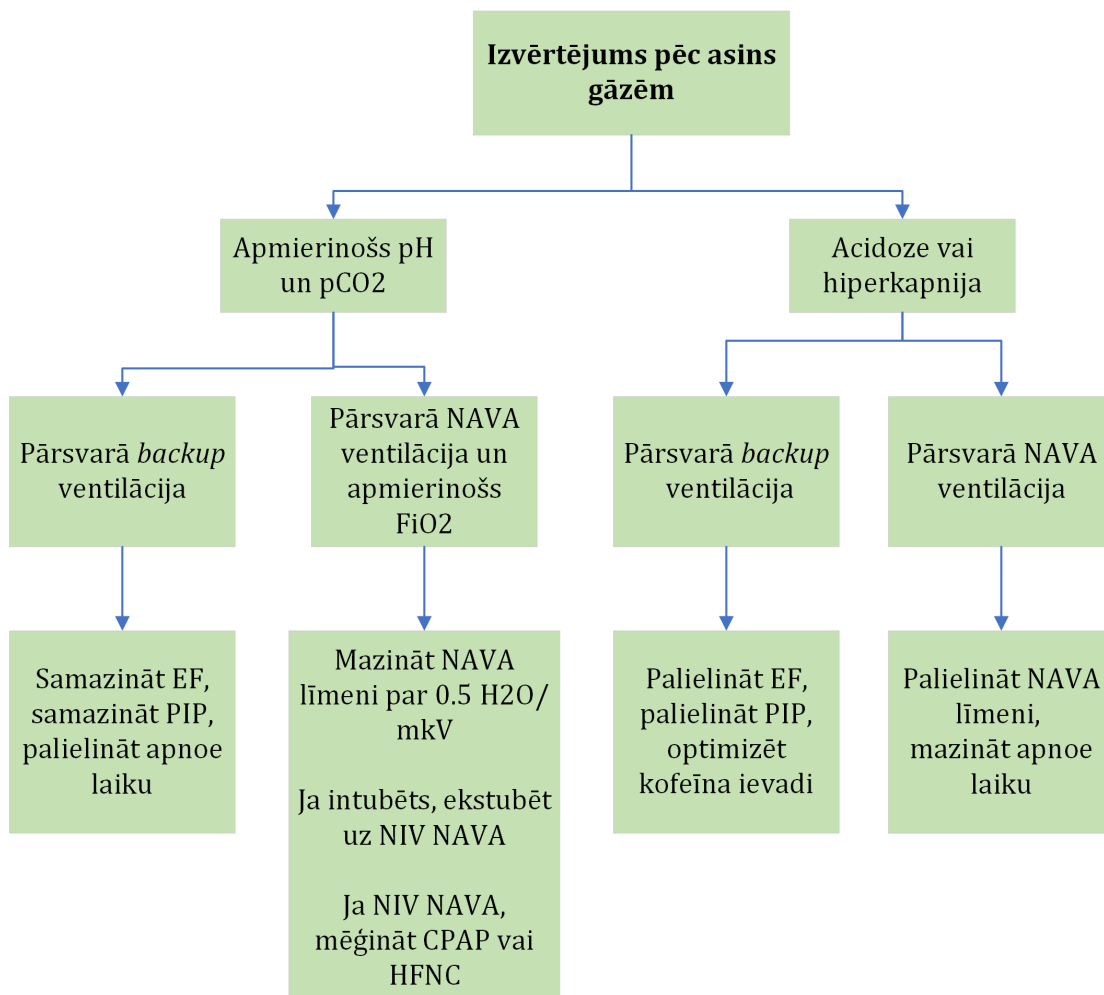 Izvērtējums pēc asins
gāzēm
Apmierinošs pH
un pCO2
Acidoze vai
hiperkapnija
Pārsvarā backup
ventilācija
Pārsvarā NAVA
ventilācija un
apmierinošs
FiO2
Pārsvarā backup
ventilācija
Pārsvarā NAVA
ventilācija
Samazināt EF,
samazināt PIP,
palielināt apnoe
laiku
Mazināt NAVA
līmeni par 0.5 H2O/
mkV
Ja intubēts, ekstubēt
uz NIV NAVA
Ja NIV NAVA,
mēģināt CPAP vai
HFNC
Palielināt EF,
palielināt PIP,
optimizēt
kofeīna ievadi
Palielināt NAVA
līmeni,
mazināt apnoe
laiku